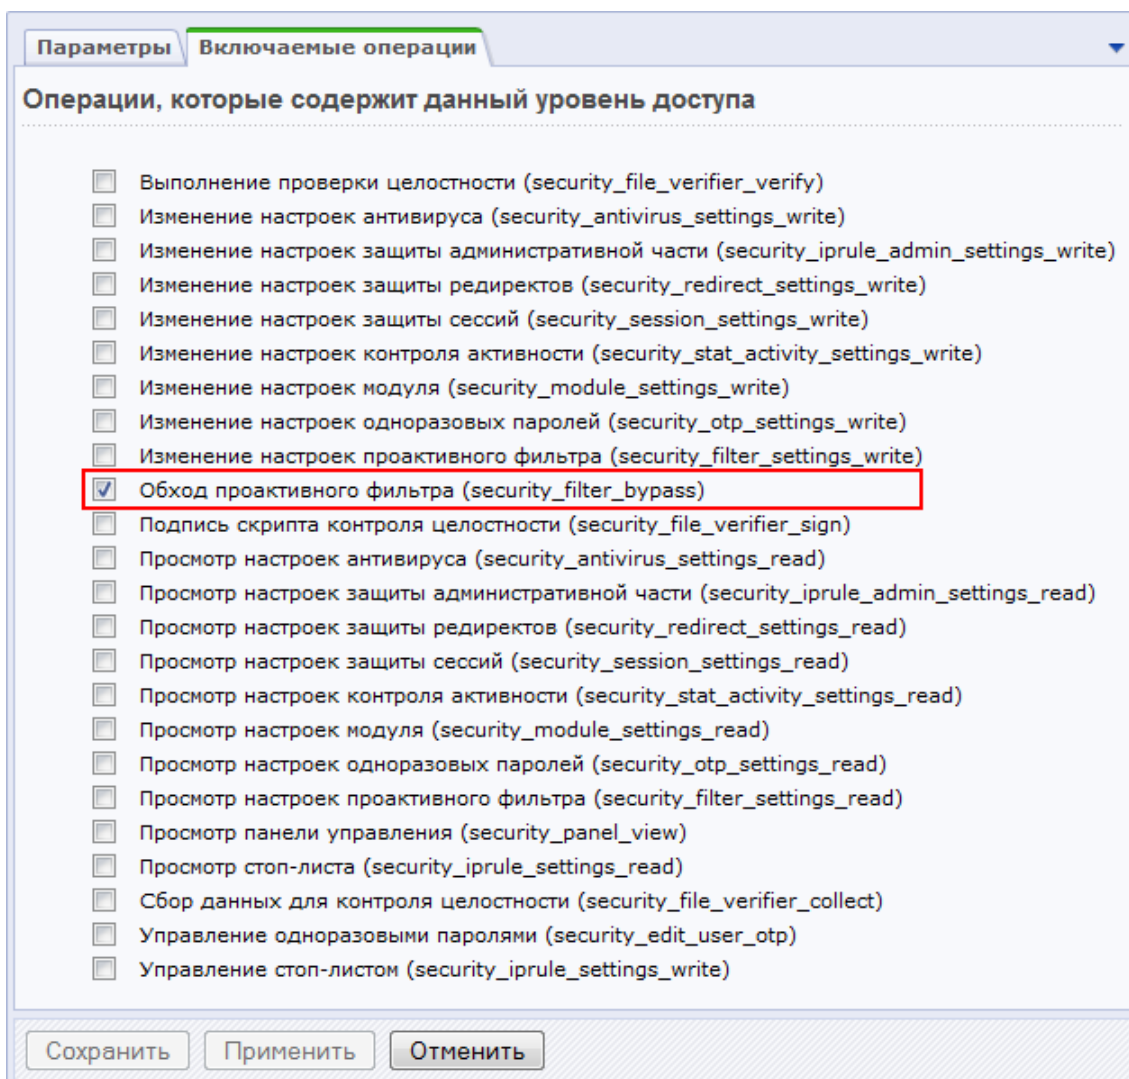 Параметры
Включаемые операции
Операции, которые содержит данный уровень доступа
Выполнение проверки целостности (security_file_verifier_verify)
Изменение настроек антивируса (security_antivirus_settings_write)
Изменение настроек защиты административной части (security_iprule_admin_settings_write)
Изменение настроек защиты редиректов (security_redirect_settings_write)
Изменение настроек защиты сессий (security_session_settings_write)
Изменение настроек контроля активности (security_stat_activity_settings_write)
Изменение настроек модуля (security_module_settings_write)
Изменение настроек одноразовых паролей (security_otp_settings_write)
Изменение настроек проактивного фильтра (security_filter_settings_write)
Обход проактивного фильтра (security_filter_bypass)
Подпись скрипта контроля целостности (security_file_verifier_sign)
Просмотр настроек антивируса (security_antivirus_settings_read)
Просмотр настроек защиты административной части (security_iprule_admin_settings_read)
Просмотр настроек защиты редиректов (security_redirect_settings_read)
Просмотр настроек защиты сессий (security_session_settings_read)
Просмотр настроек контроля активности (security_stat_activity_settings_read)
Просмотр настроек модуля (security_module_settings_read)
Просмотр настроек одноразовых паролей (security_otp_settings_read)
Просмотр настроек проактивного фильтра (security_filter_settings_read)
Просмотр панели управления (security_panel_view)
Просмотр стоп-листа (security_iprule_settings_read)
Сбор данных для контроля целостности (security_file_verifier_collect)
Управление одноразовыми паролями (security_edit_user_otp)
Управление стоп-листом (security_iprule_settings_write)
Сохранить
Применить
Отменить